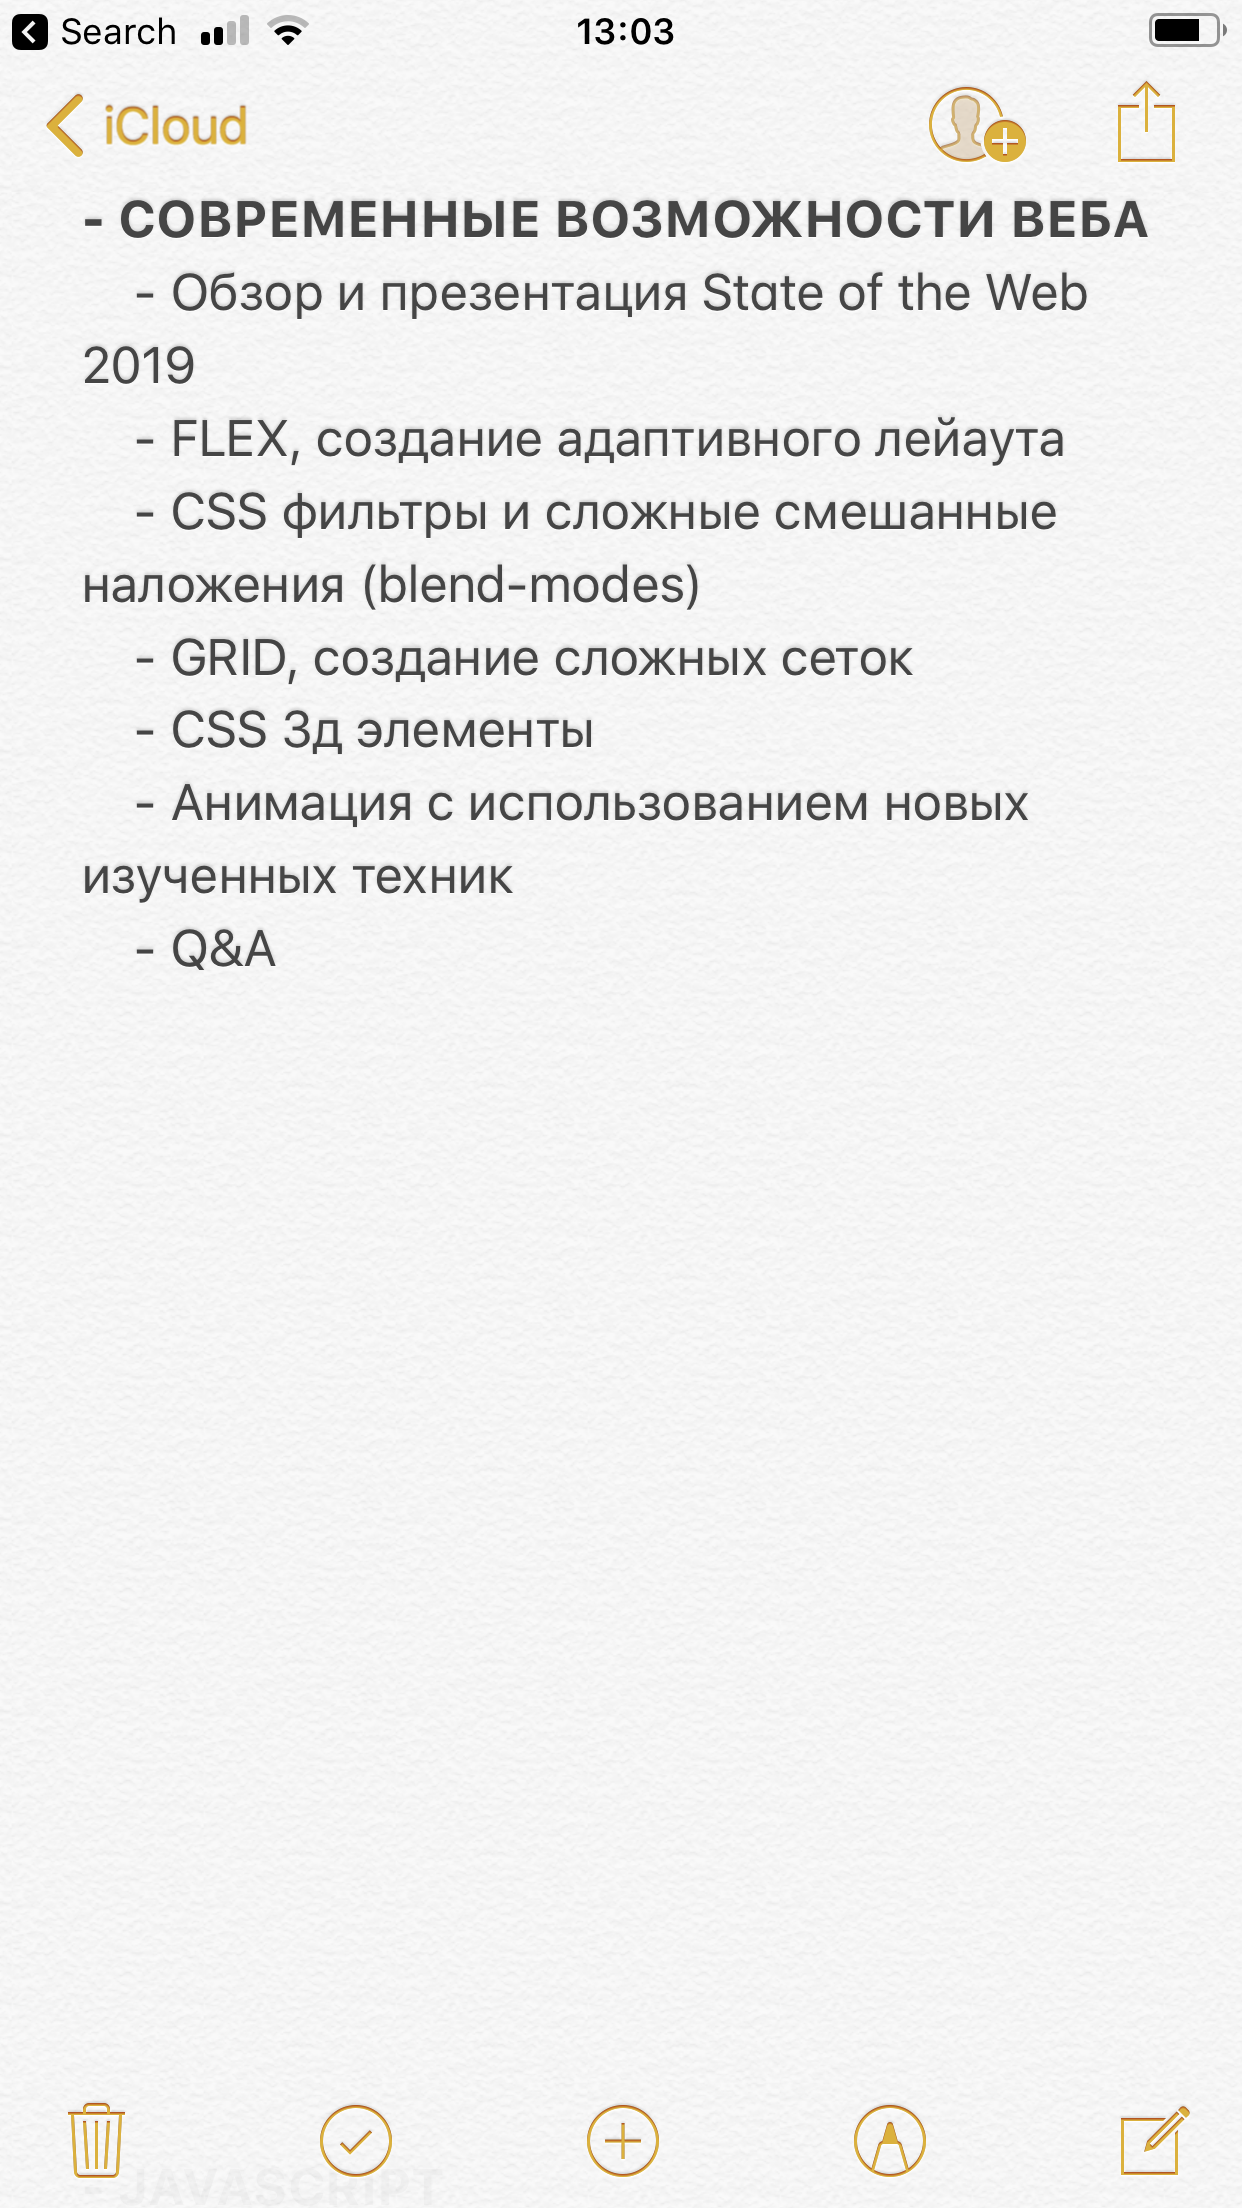 Search
13:03
iCloud
- СОВРЕМЕННЫЕ ВОЗМОЖНОСТИ ВЕБА
- Обзор и презентация State of the Web
2019
- FLEX, создание адаптивного лейаута
- CSS фильтры и сложные смешанные
наложения (blend-modes)
- GRID, создание сложных сеток
- CSS 3д элементы
- Анимация с использованием новых
изученных техник
- Q&A
- JAVASCRIPT